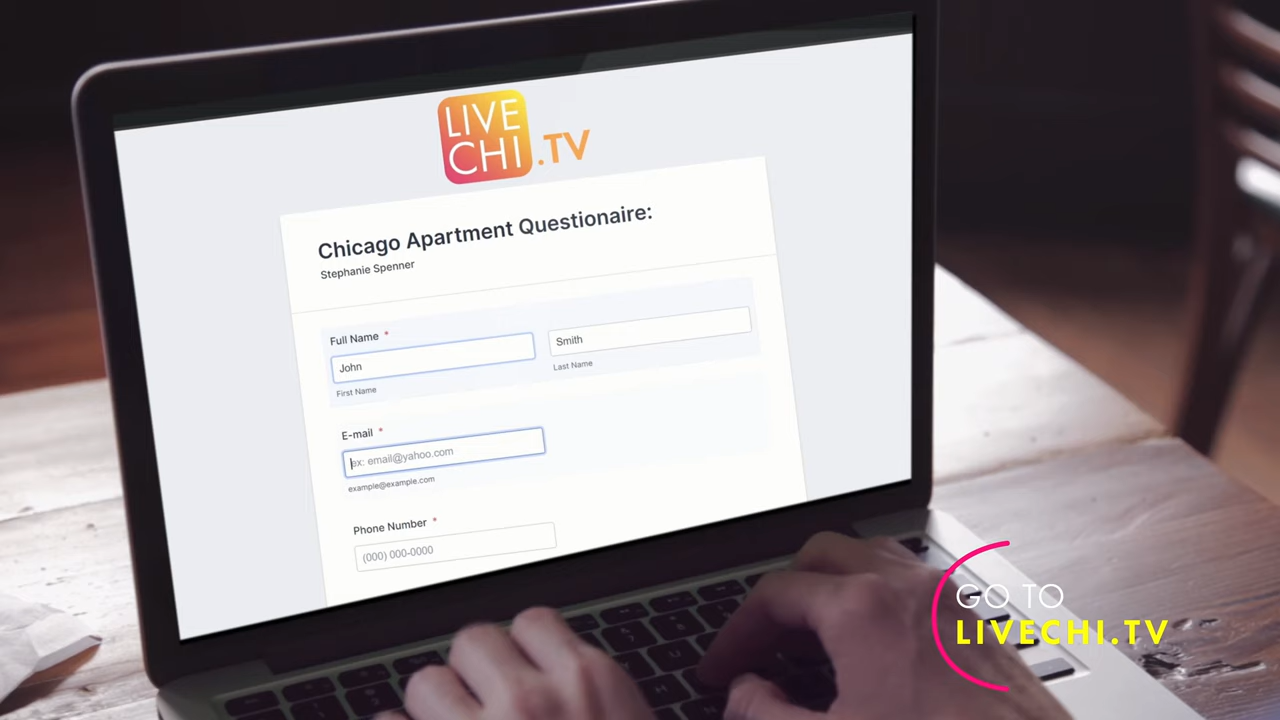 LIVE
CHI.TV
Chicago Apartment Questionaire:
Stephanie Spenner
Full Name *
John
Smith
First Name
Last Name
E-mail *
ex: email@yahoo.com
example@example.com
Phone Number *
(000) 000-0000
GO TO
LIVECHI.TV